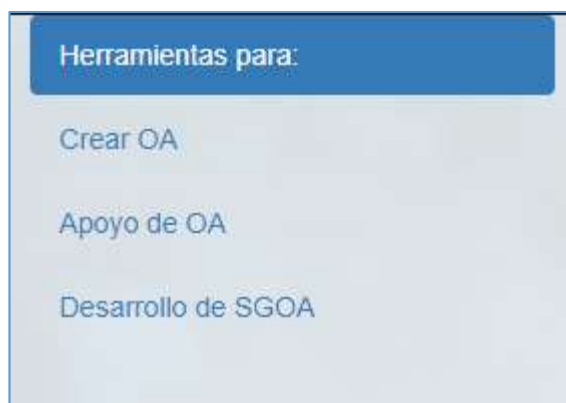 Herramientas para:
Crear OA
Apoyo de OA
Desarrollo de SGOA